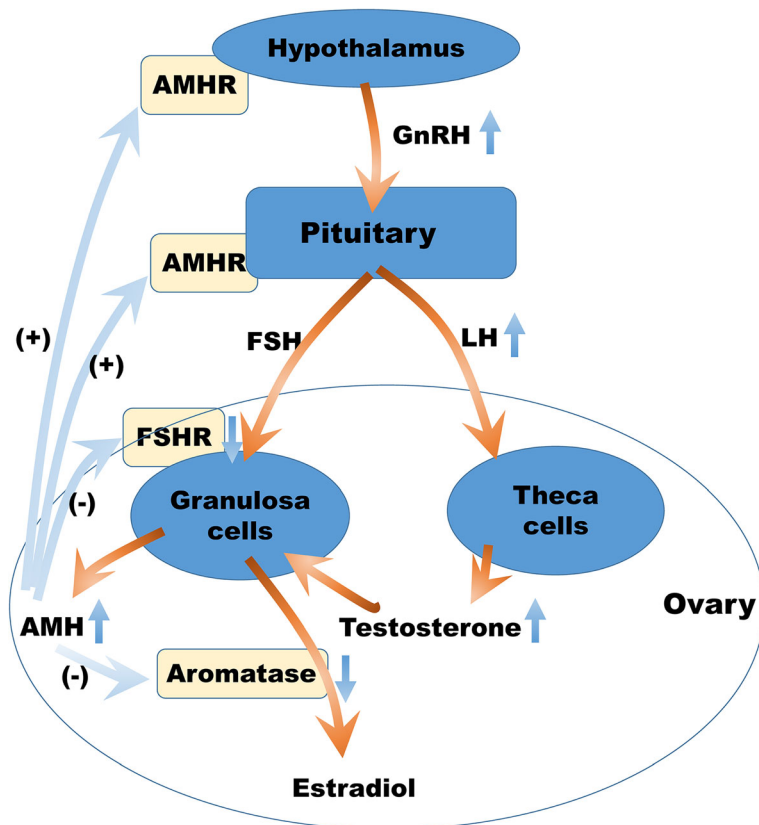 Hypothalamus
AMHR
GnRH
Pituitary
AMHR
FSH
LH
(+)
(+)
FSHR
(-)
Granulosa
cells
Theca
cells
Ovary
AMH
Testosterone
(-)
Aromatase
Estradiol